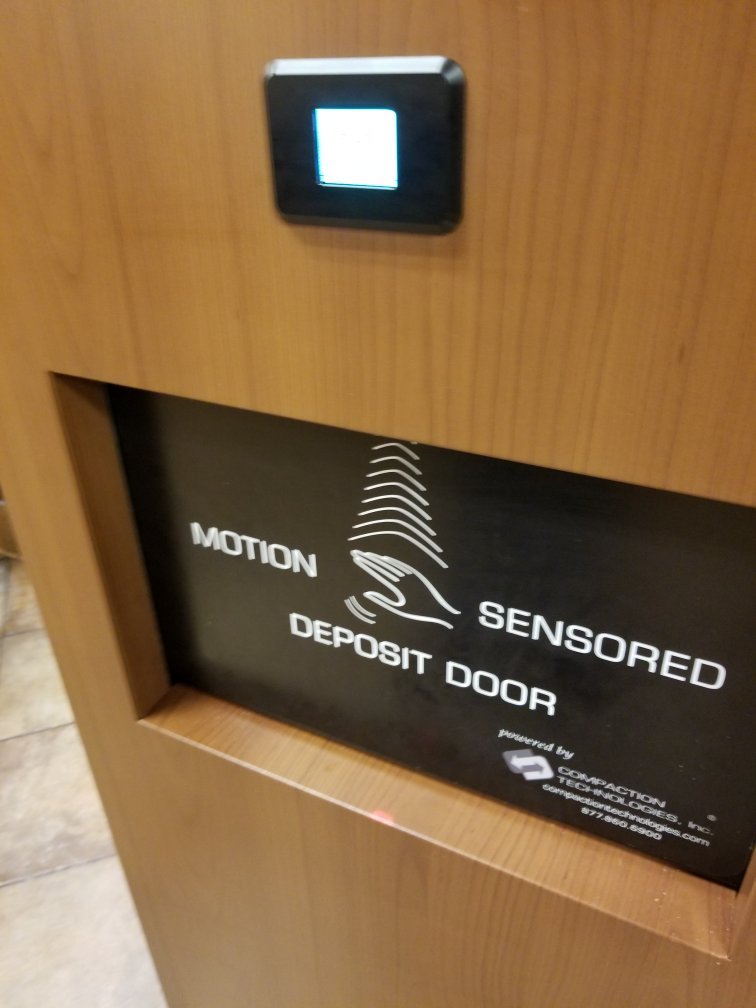 MOTION
SENSORED
DEPOSIT DOOR
powered by
COMPACTION
TECHNOLOGIES, Inc. ®
compactiontechnologies.com
877.860.6900